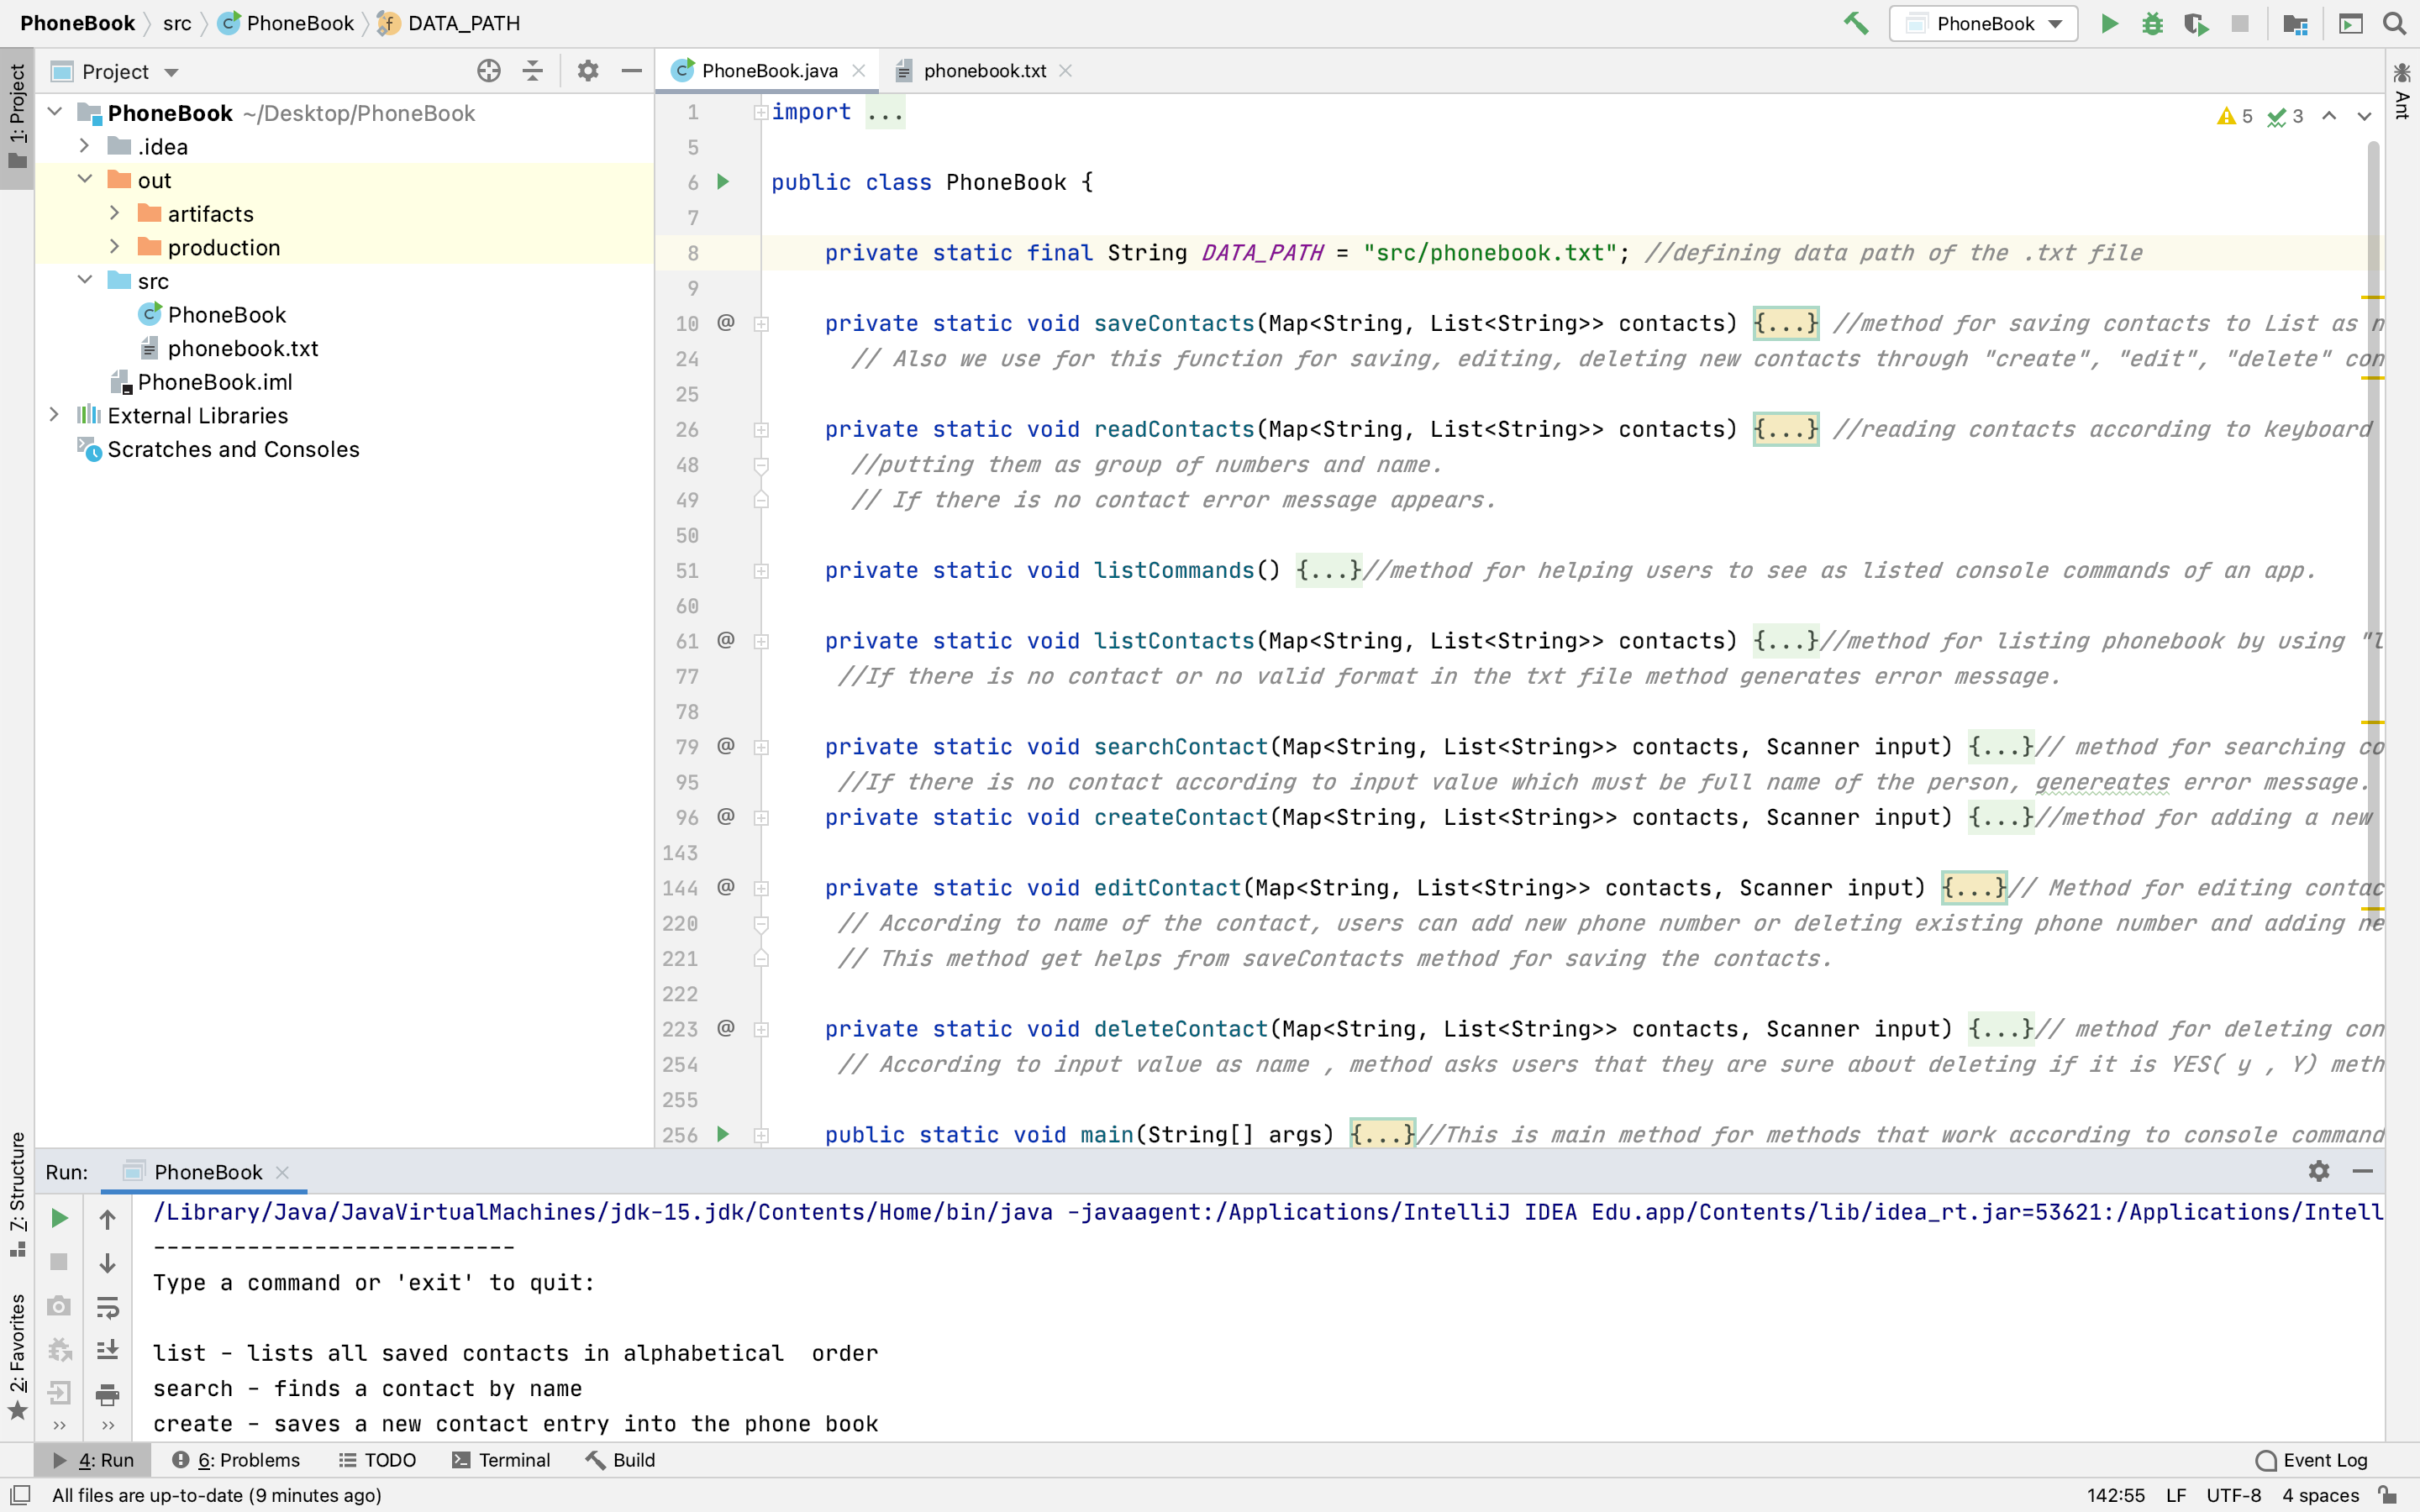 PhoneBook src PhoneBook DATA_PATH
PhoneBook
1: Project
Project
PhoneBook ~/Desktop/PhoneBook
.idea
out
artifacts
production
src
PhoneBook
phonebook.txt
PhoneBook.iml
External Libraries
Scratches and Consoles
7: Structure
2: Favorites
PhoneBook.java phonebook.txt
5 3
Ant
1 import ...
5
6 public class PhoneBook {
7
8 private static final String DATA_PATH = "src/phonebook.txt"; //defining data path of the .txt file
9
10 @ private static void saveContacts(Map<String, List<String>> contacts) {...} //method for saving contacts to List as n
24 // Also we use for this function for saving, editing, deleting new contacts through "create", "edit", "delete" con
25
26 private static void readContacts(Map<String, List<String>> contacts) {...} //reading contacts according to keyboard
48 //putting them as group of numbers and name.
49 // If there is no contact error message appears.
50
51 private static void listCommands() {...}//method for helping users to see as listed console commands of an app.
60
61 @ private static void listContacts(Map<String, List<String>> contacts) {...}//method for listing phonebook by using "l
77 //If there is no contact or no valid format in the txt file method generates error message.
78
79 @ private static void searchContact(Map<String, List<String>> contacts, Scanner input) {...}// method for searching co
95 //If there is no contact according to input value which must be full name of the person, genereates error message.
96 @ private static void createContact(Map<String, List<String>> contacts, Scanner input) {...}//method for adding a new
143
144 @ private static void editContact(Map<String, List<String>> contacts, Scanner input) {...}// Method for editing contac
220 // According to name of the contact, users can add new phone number or deleting existing phone number and adding ne
221 // This method get helps from saveContacts method for saving the contacts.
222
223 @ private static void deleteContact(Map<String, List<String>> contacts, Scanner input) {...}// method for deleting con
254 // According to input value as name , method asks users that they are sure about deleting if it is YES( y , Y) meth
255
256 public static void main(String[] args) {...}//This is main method for methods that work according to console command
Run: PhoneBook
/Library/Java/JavaVirtualMachines/jdk-15.jdk/Contents/Home/bin/java -javaagent:/Applications/IntelliJ IDEA Edu.app/Contents/lib/idea_rt.jar=53621:/Applications/Intell
---------------------------
Type a command or 'exit' to quit:
list - lists all saved contacts in alphabetical  order
search - finds a contact by name
create - saves a new contact entry into the phone book
4: Run 6: Problems TODO Terminal Build Event Log
All files are up-to-date (9 minutes ago) 142:55 LF UTF-8 4 spaces